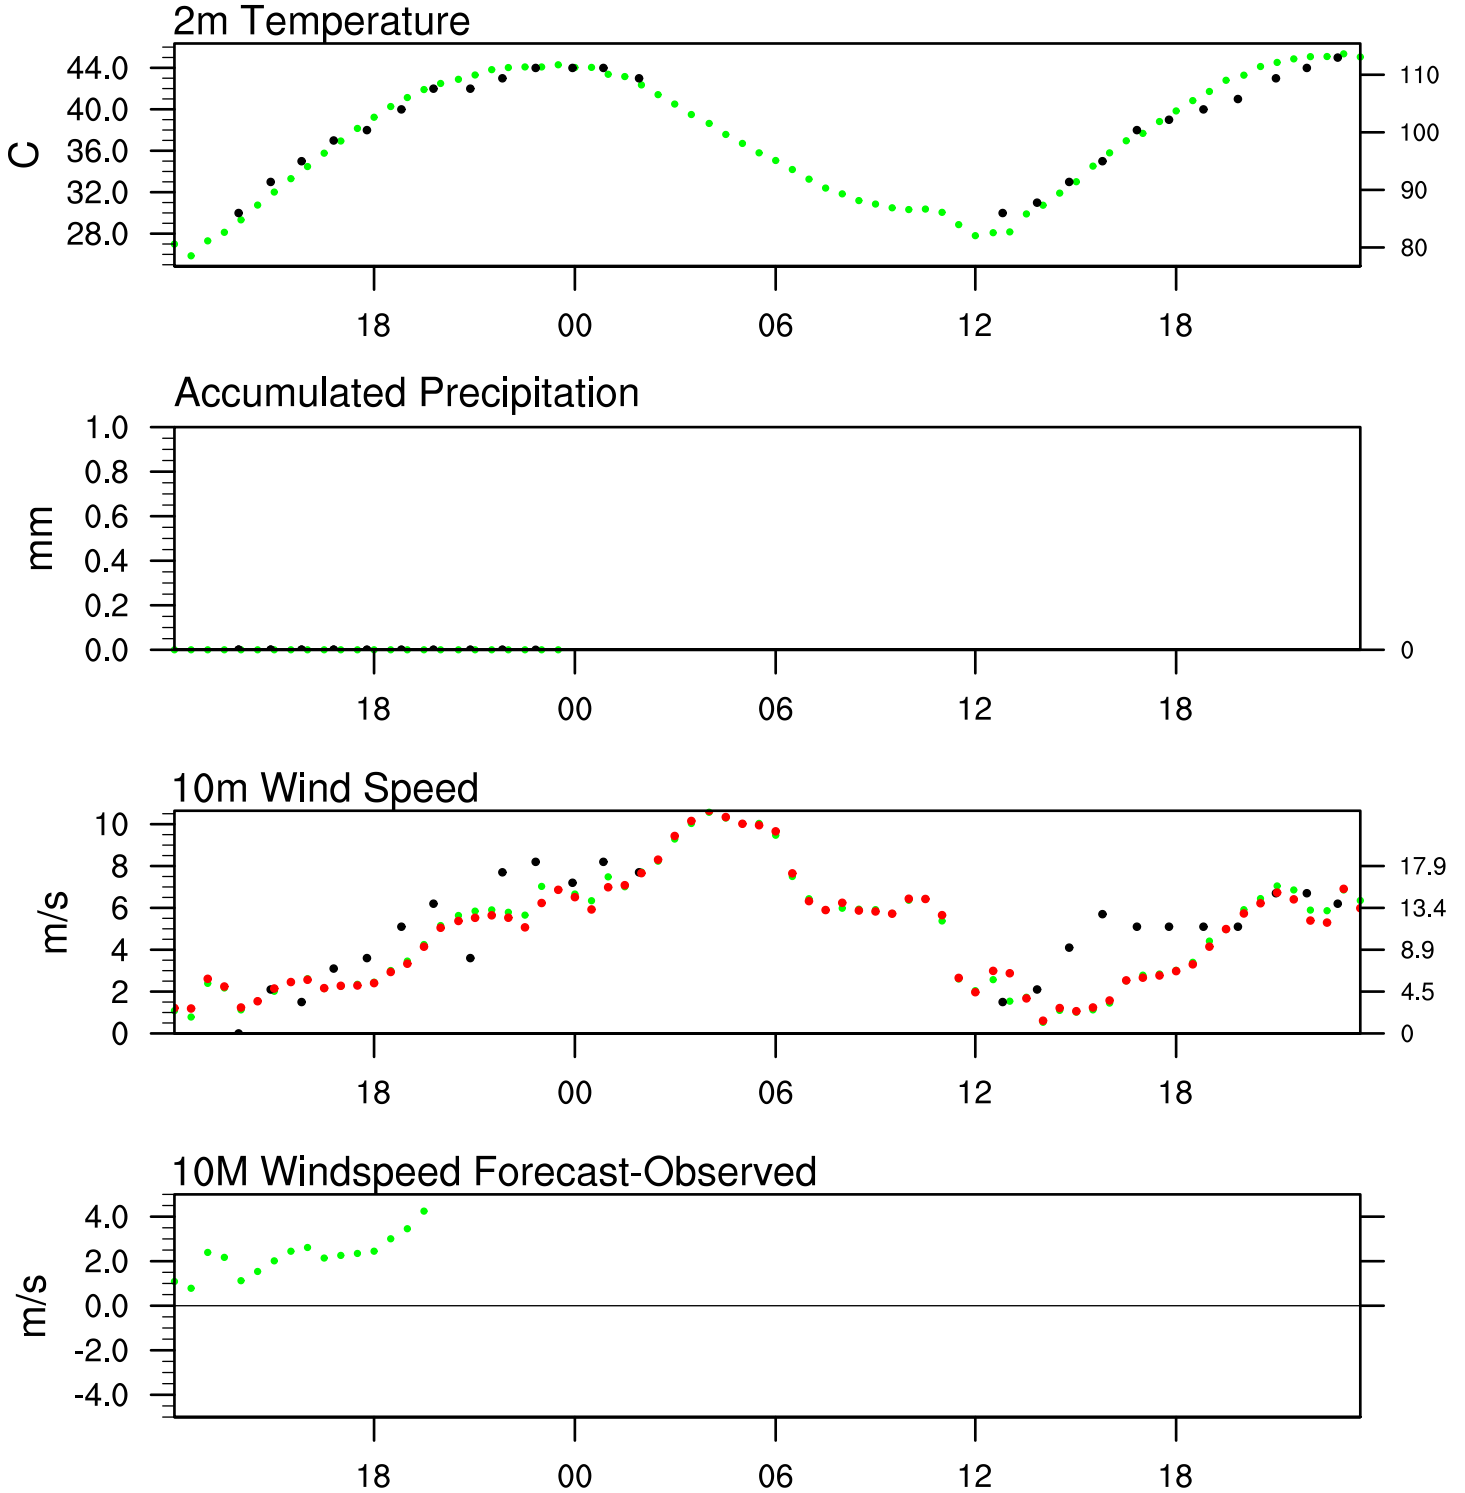 2m Temperature
44.0
40.0
36.0
32.0
28.0
C
110
100
90
80
18 00 06 12 18
Accumulated Precipitation
1.0
0.8
0.6
0.4
0.2
0.0
mm
0
18 00 06 12 18
10m Wind Speed
10
8
6
4
2
0
m/s
17.9
13.4
8.9
4.5
0
18 00 06 12 18
10M Windspeed Forecast-Observed
4.0
2.0
0.0
-2.0
-4.0
m/s
18 00 06 12 18